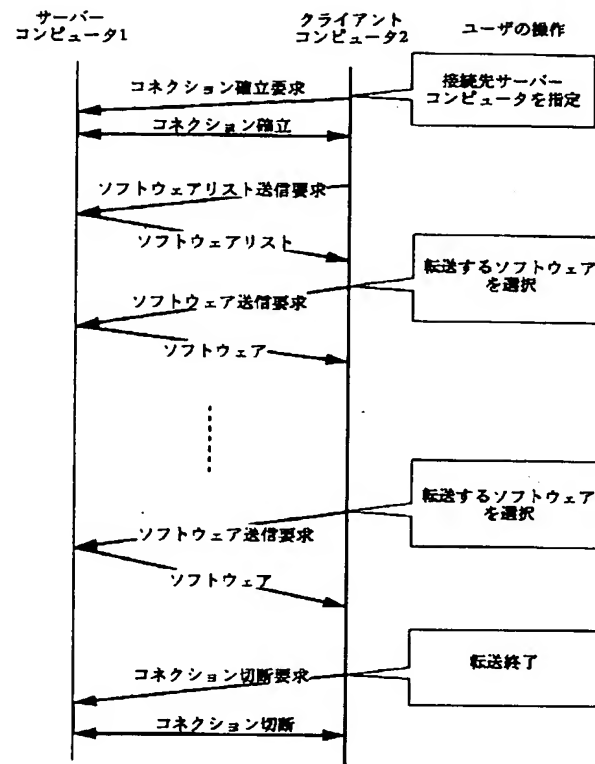 サーバー
コンピュータ1
クライアント
コンピュータ2
ユーザの操作
接続先サーバー
コンピュータを指定
コネクション確立要求
コネクション確立
ソフトウェアリスト送信要求
ソフトウェアリスト
転送するソフトウェア
を選択
ソフトウェア送信要求
ソフトウェア
転送するソフトウェア
を選択
ソフトウェア送信要求
ソフトウェア
転送終了
コネクション切断要求
コネクション切断